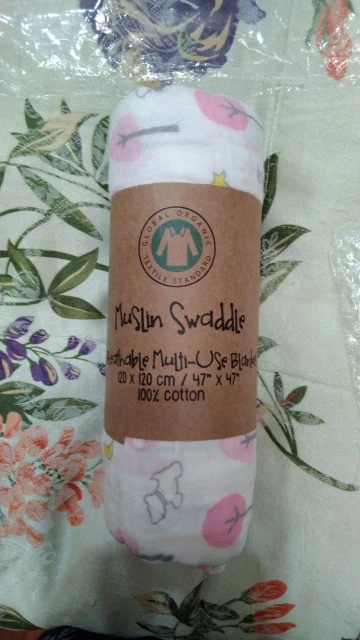 GLOBAL ORGANIC
TEXTILE STANDARD
Muslin Swaddle
Breathable Multi-Use Blanket
120 x 120 cm / 47" x 47"
100% cotton